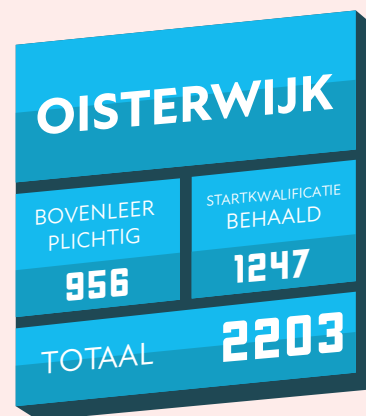 OISTERWIJK
BOVENLEER
PLICHTIG
956
STARTKWALIFICATIE
BEHAALD
1247
TOTAAL 2203